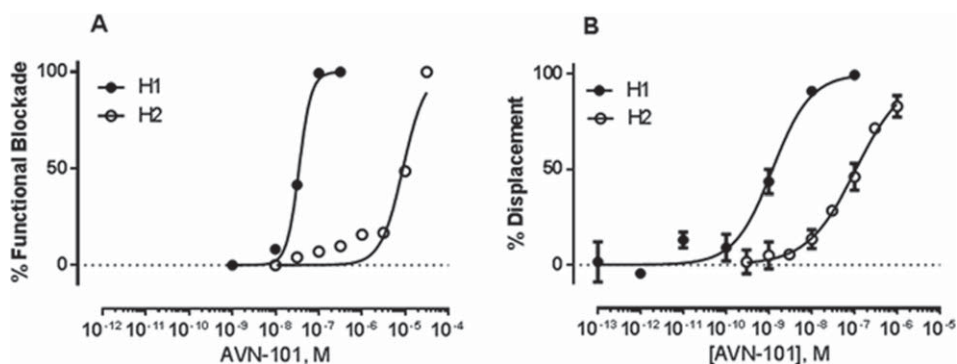 A
% Functional Blockade
100
50
0
H1
H2
10⁻¹² 10⁻¹¹ 10⁻¹⁰ 10⁻⁹ 10⁻⁸ 10⁻⁷ 10⁻⁶ 10⁻⁵ 10⁻⁴
AVN-101, M
B
% Displacement
100
50
0
H1
H2
10⁻¹³ 10⁻¹² 10⁻¹¹ 10⁻¹⁰ 10⁻⁹ 10⁻⁸ 10⁻⁷ 10⁻⁶ 10⁻⁵
[AVN-101], M